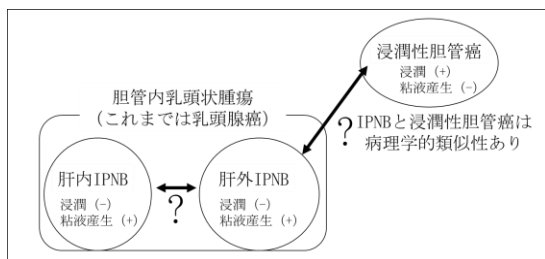 浸潤性胆管癌
浸潤（+）
粘液産生（-）
胆管内乳頭状腫瘍
（これまでは乳頭腺癌）
？IPNBと浸潤性胆管癌は
病理学的類似性あり
肝内IPNB
浸潤（-）
粘液産生（+）
？
肝外IPNB
浸潤（-）
粘液産生（+）